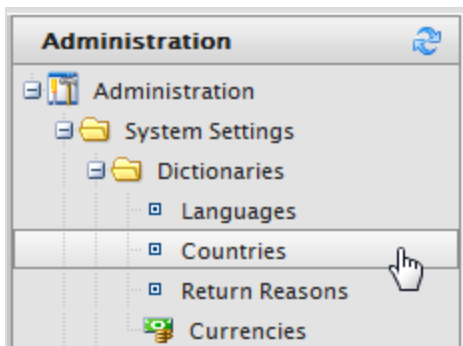 Administration
Administration
System Settings
Dictionaries
Languages
Countries
Return Reasons
Currencies